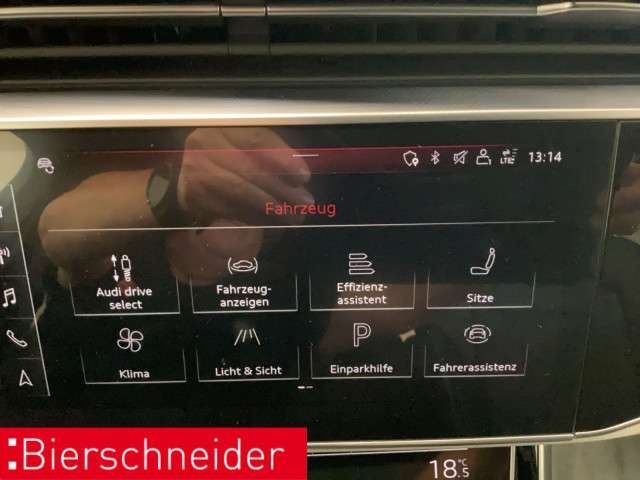 LTE
13:14
Fahrzeug
Audi drive
select
Fahrzeug-
anzeigen
Effizienz-
assistent
Sitze
Klima
Licht & Sicht
P
Einparkhilfe
Fahrerassistenz
Bierschneider
18.5
°C